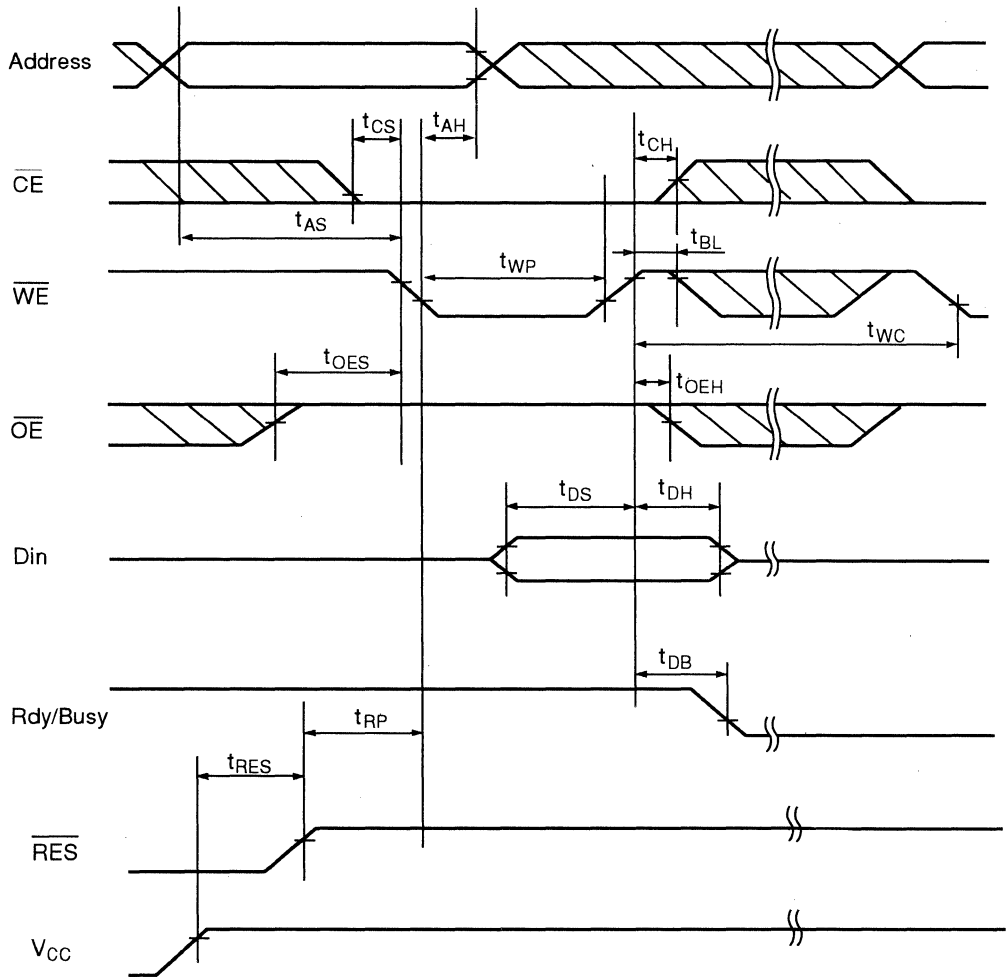 Address
tCS
tAH
tCH
CE
tAS
tBL
tWP
WE
tWC
tOES
tOEH
OE
tDS
tDH
Din
tDB
Rdy/Busy
tRP
tRES
RES
VCC